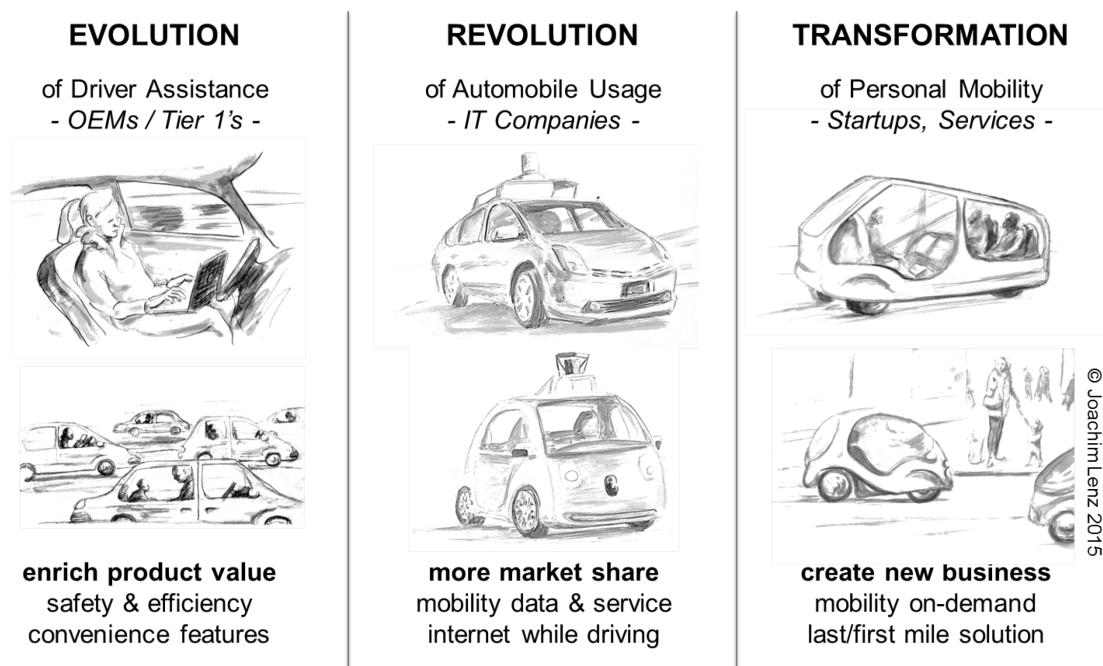 EVOLUTION
of Driver Assistance
- OEMs / Tier 1's -
enrich product value
safety & efficiency
convenience features
REVOLUTION
of Automobile Usage
- IT Companies -
more market share
mobility data & service
internet while driving
TRANSFORMATION
of Personal Mobility
- Startups, Services -
create new business
mobility on-demand
last/first mile solution
© Joachim Lenz 2015